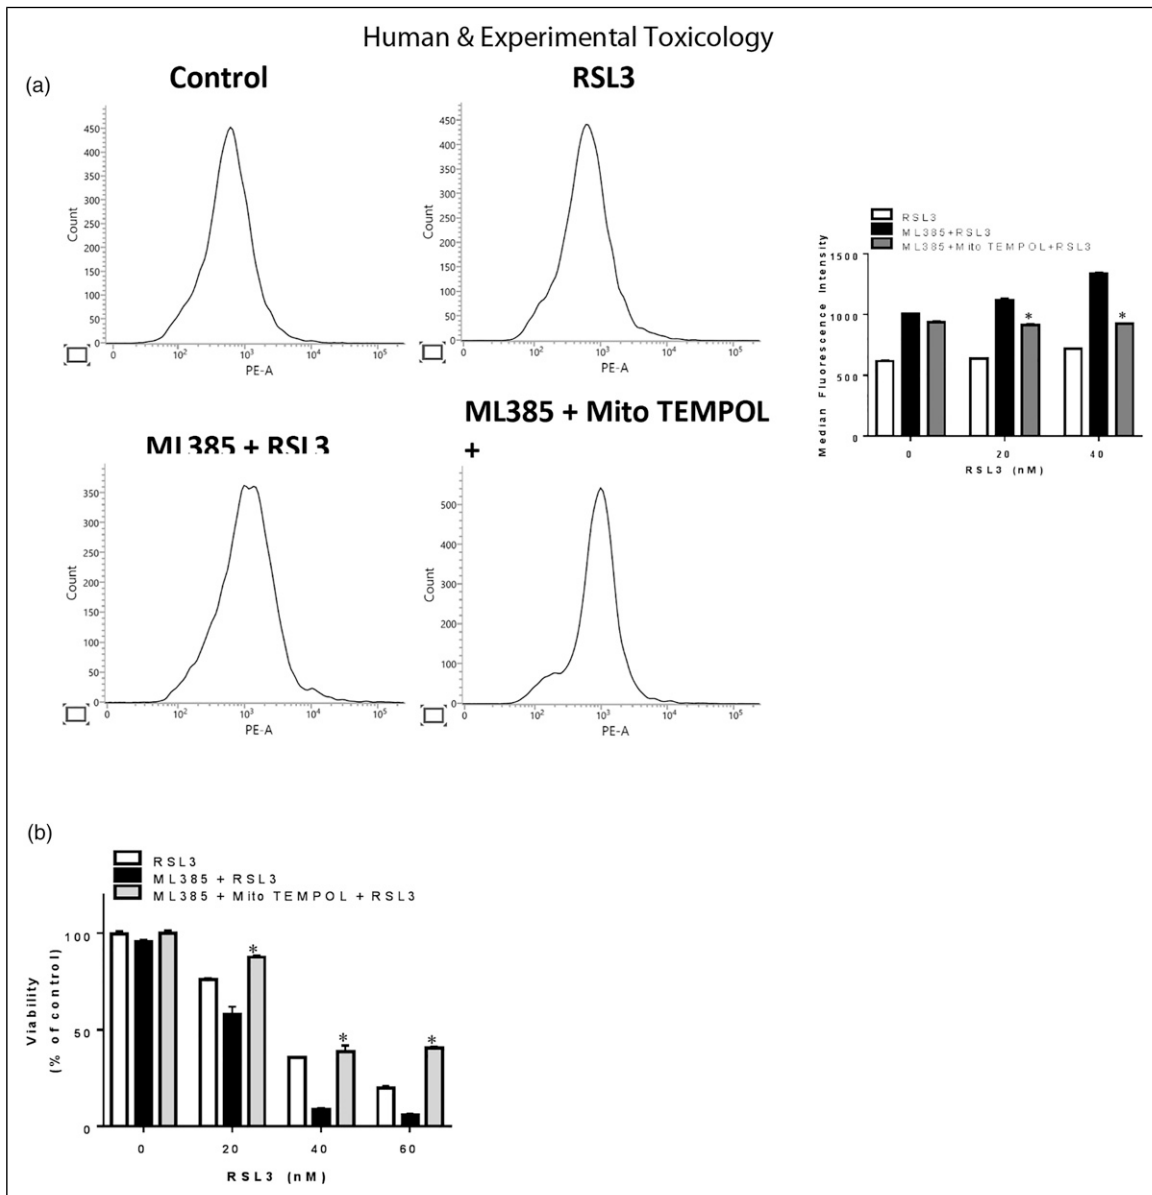 Human & Experimental Toxicology
(a)
Control
RSL3
450
400
350
300
250
200
150
100
50
0
Count
0 10² 10³ 10⁴ 10⁵
PE-A
450
400
350
300
250
200
150
100
50
0
Count
0 10² 10³ 10⁴ 10⁵
PE-A
RSL3
ML385+RSL3
ML385+Mito TEMPOL+RSL3
Median Fluorescence Intensity
1500
1000
500
0
* *
0 20 40
RSL3 (nM)
ML385 + RSL3
ML385 + Mito TEMPOL
+
350
300
250
200
150
100
50
0
Count
0 10² 10³ 10⁴ 10⁵
PE-A
500
400
300
200
100
0
Count
0 10² 10³ 10⁴ 10⁵
PE-A
(b)
RSL3
ML385 + RSL3
ML385 + Mito TEMPOL + RSL3
Viability
(% of control)
100
50
0
* * *
0 20 40 60
RSL3 (nM)